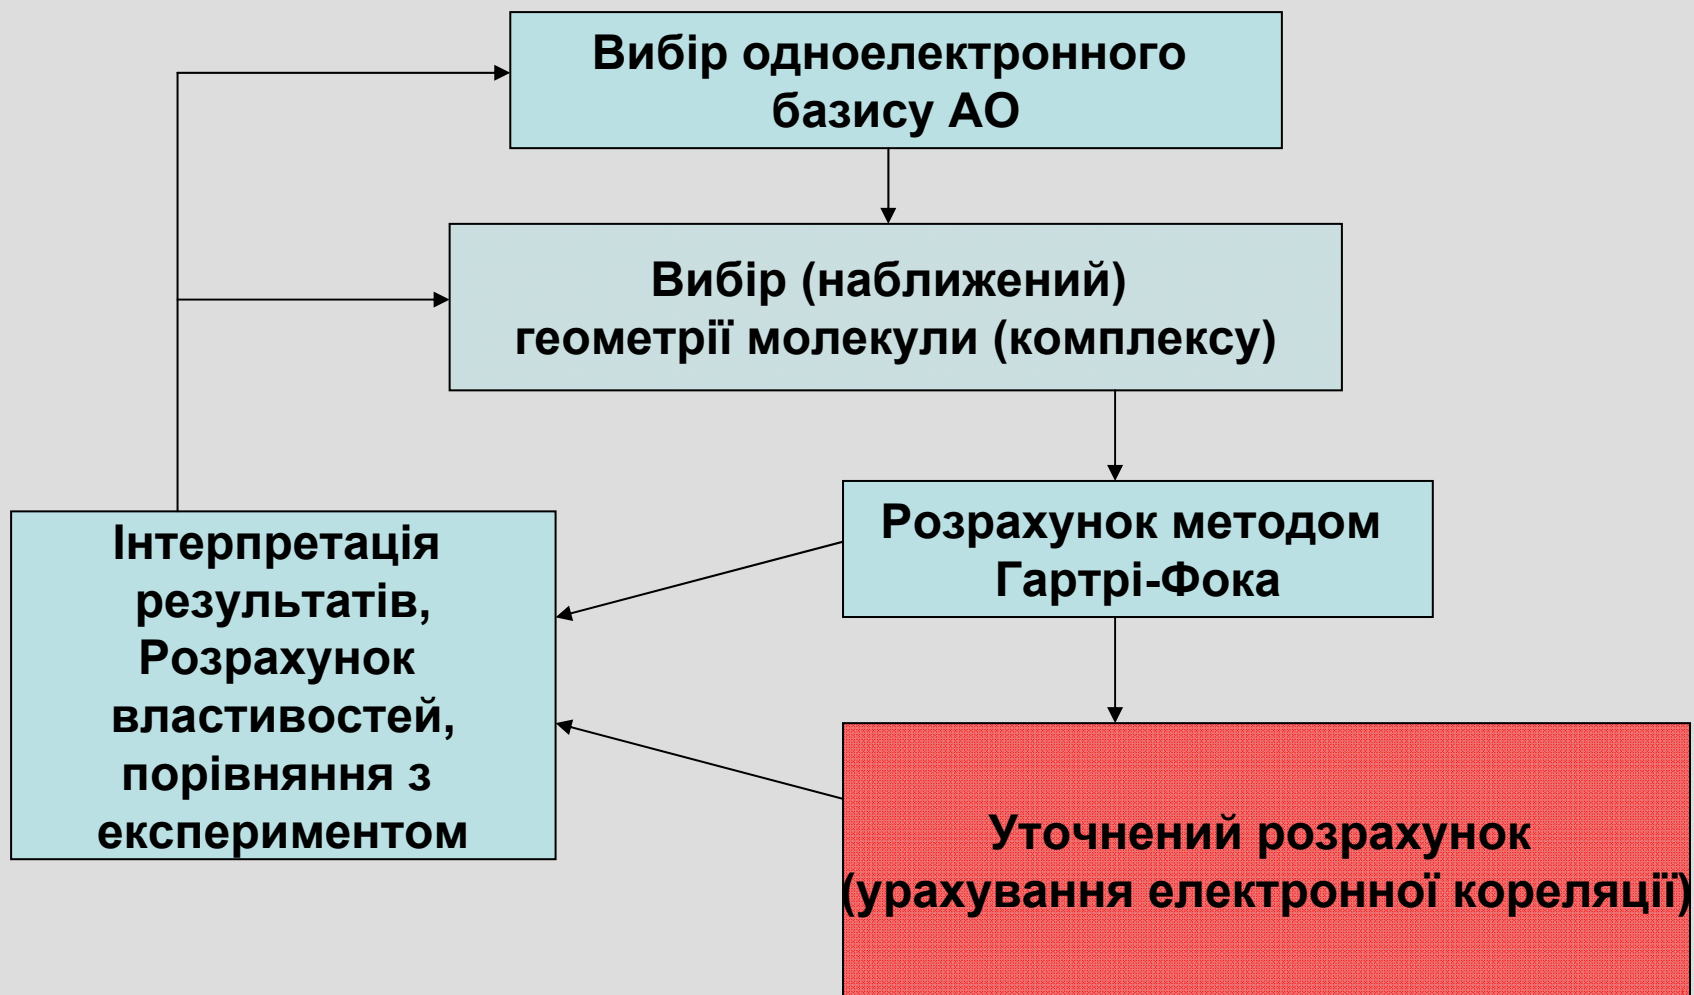 Вибір одноелектронного
базису АО
Вибір (наближений)
геометрії молекули (комплексу)
Розрахунок методом
Гартрі-Фока
Інтерпретація
результатів,
Розрахунок
властивостей,
порівняння з
експериментом
Уточнений розрахунок
(урахування електронної кореляції)